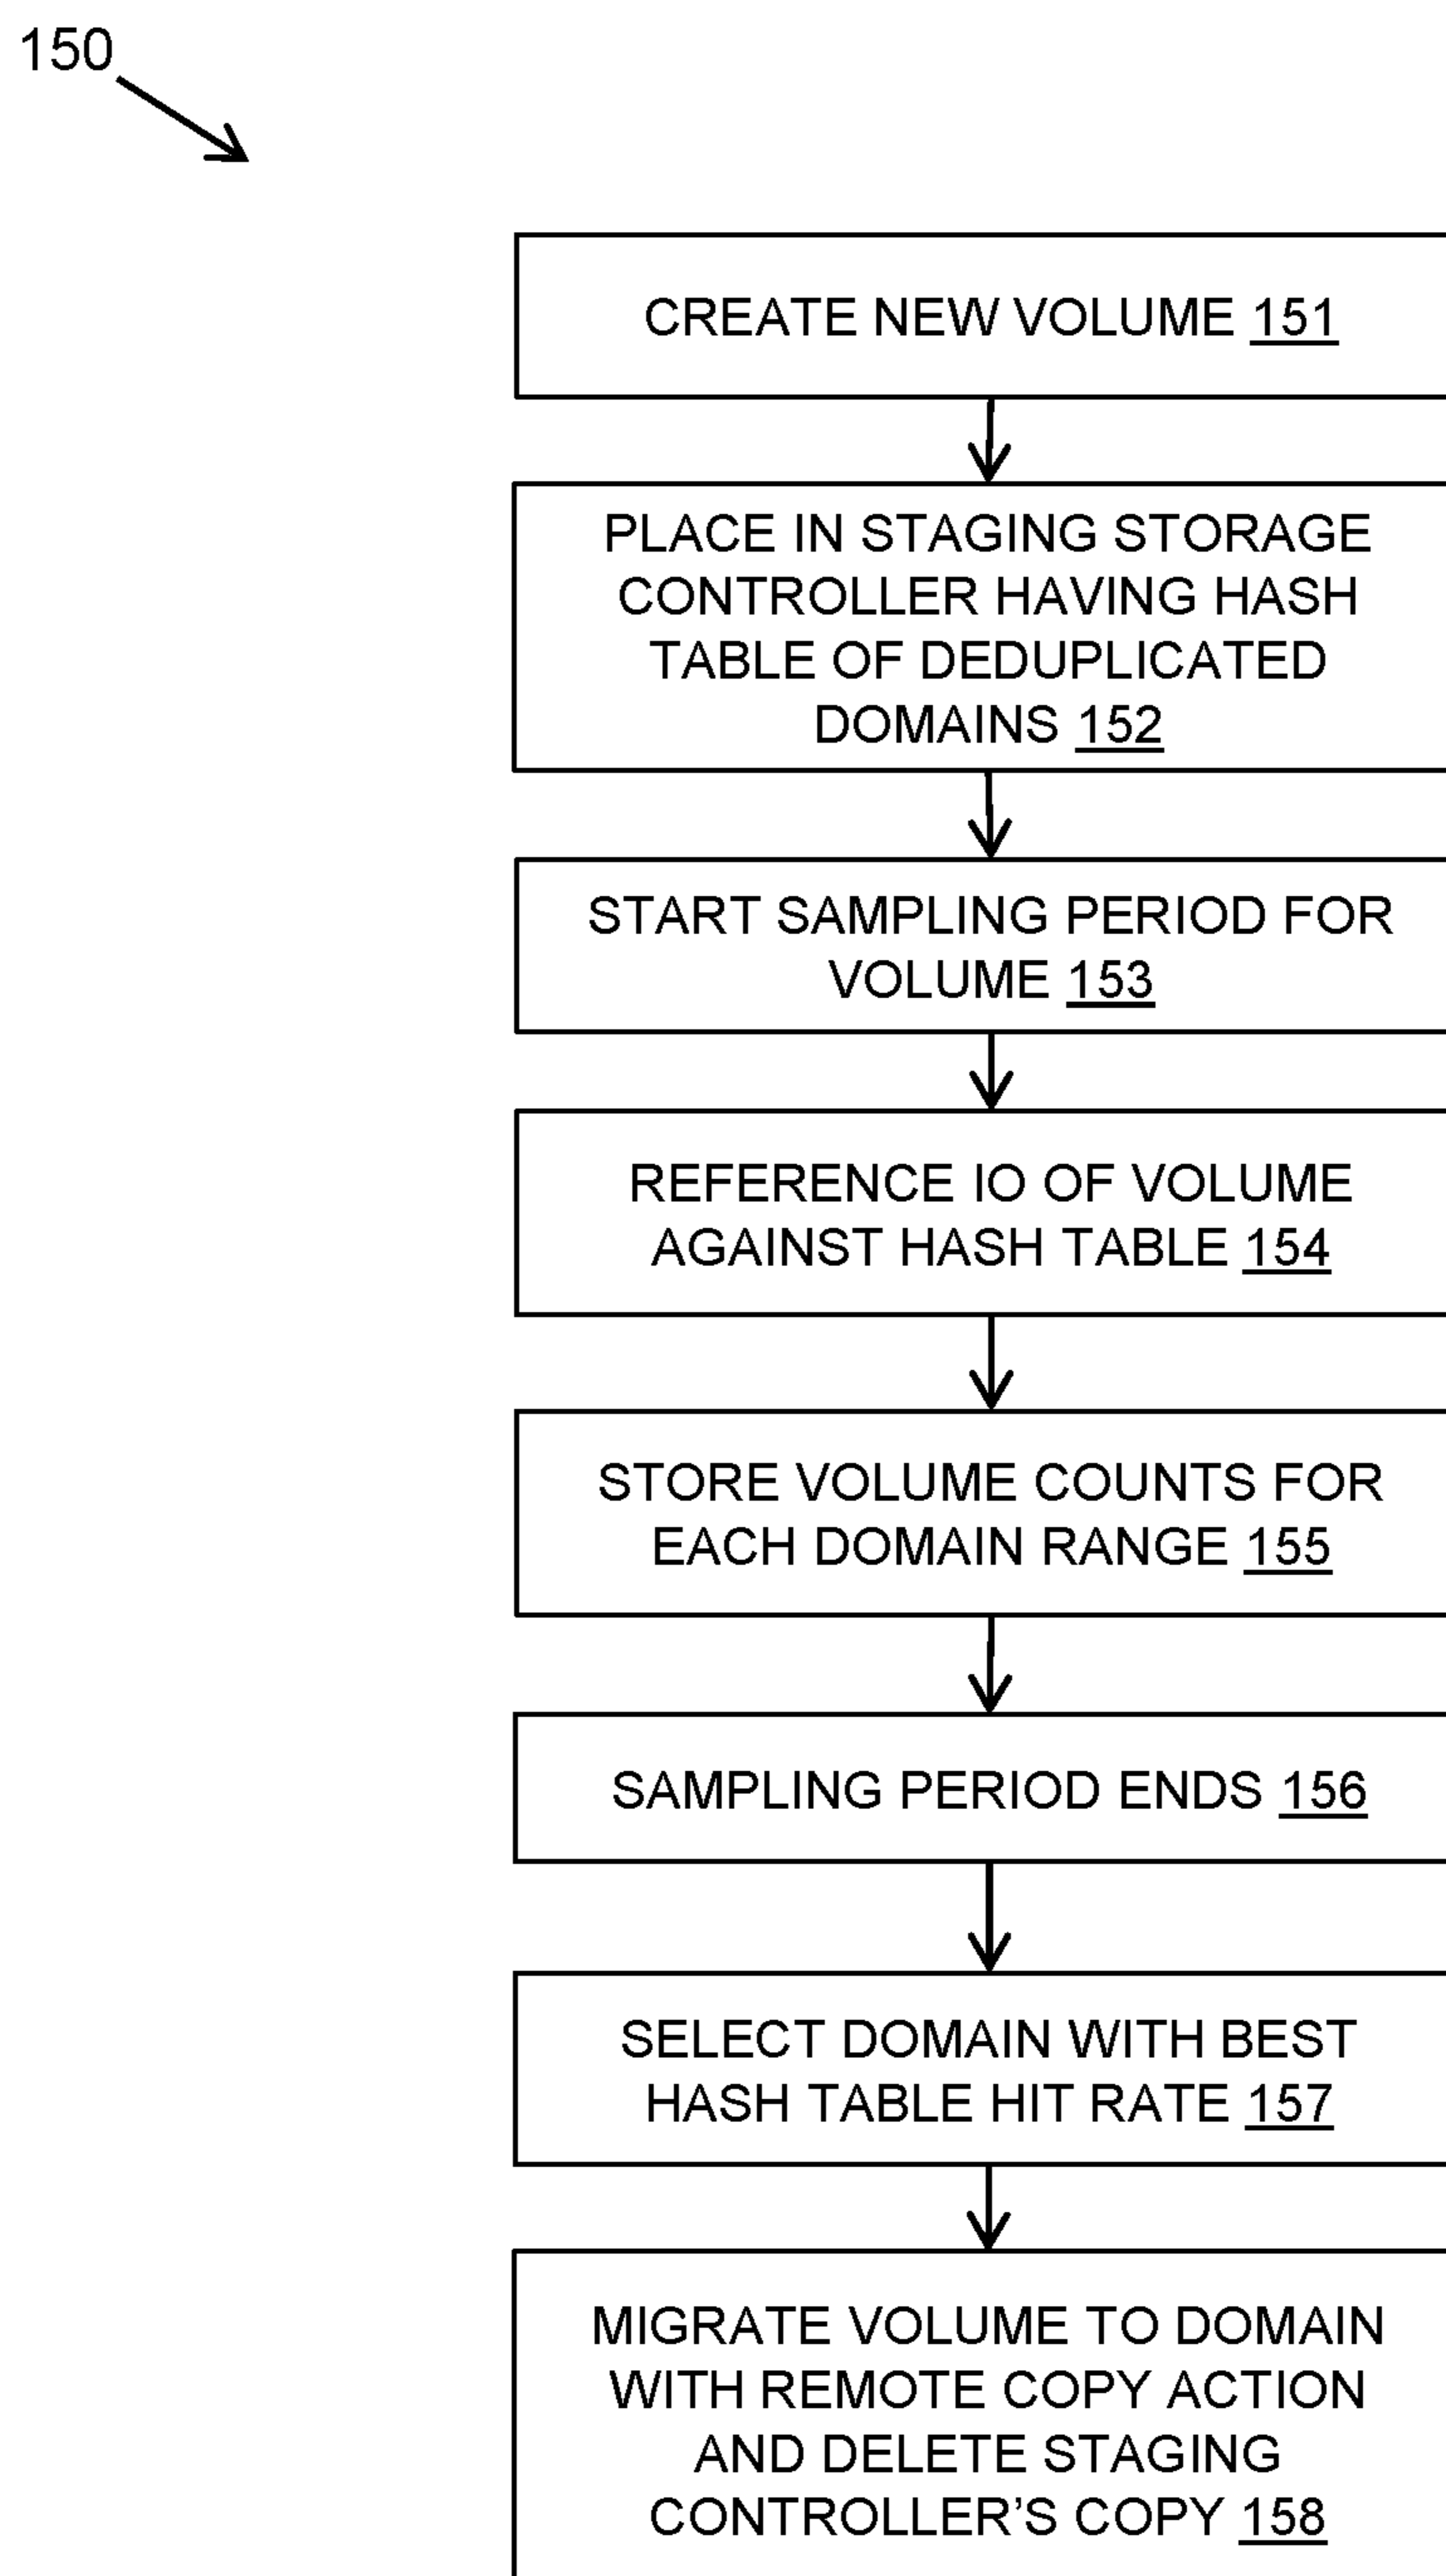 150
CREATE NEW VOLUME 151
PLACE IN STAGING STORAGE
CONTROLLER HAVING HASH
TABLE OF DEDUPLICATED
DOMAINS 152
START SAMPLING PERIOD FOR
VOLUME 153
REFERENCE IO OF VOLUME
AGAINST HASH TABLE 154
STORE VOLUME COUNTS FOR
EACH DOMAIN RANGE 155
SAMPLING PERIOD ENDS 156
SELECT DOMAIN WITH BEST
HASH TABLE HIT RATE 157
MIGRATE VOLUME TO DOMAIN
WITH REMOTE COPY ACTION
AND DELETE STAGING
CONTROLLER’S COPY 158